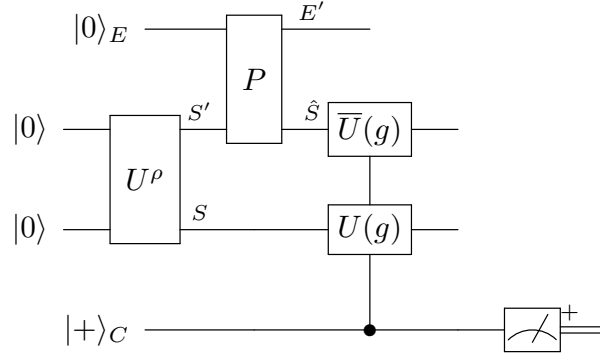 |0⟩_E
E′
P
|0⟩
S′
Ŝ
U̅(g)
U^ρ
|0⟩
S
U(g)
|+⟩_C
+